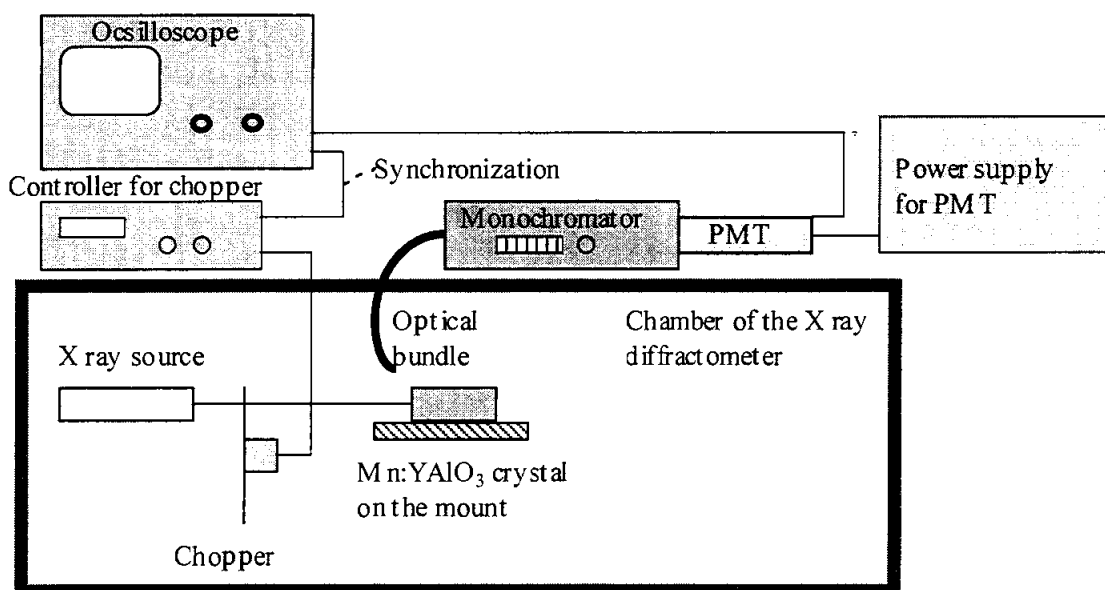 Ocsilloscope
Controller for chopper
Synchronization
Monochromator
PMT
Power supply
for PMT
Optical
bundle
Chamber of the X ray
diffractometer
X ray source
Mn:YAlO₃ crystal
on the mount
Chopper